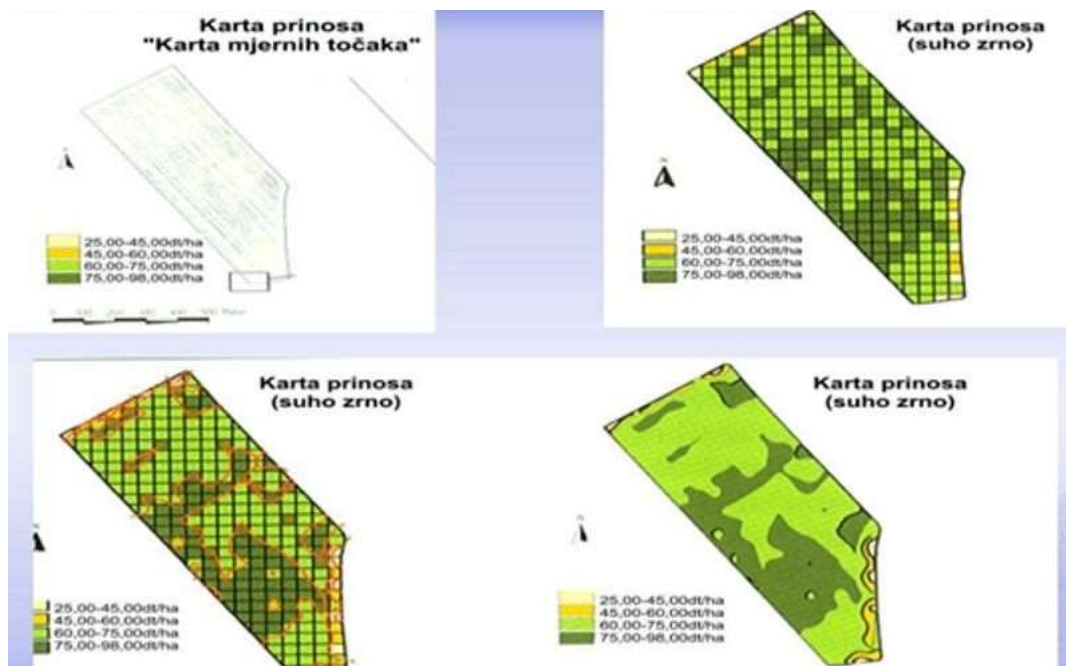 Karta prinosa
"Karta mjernih točaka"
25,00-45,00dt/ha
45,00-60,00dt/ha
60,00-75,00dt/ha
75,00-98,00dt/ha
Karta prinosa
(suho zrno)
25,00-45,00dt/ha
45,00-60,00dt/ha
60,00-75,00dt/ha
75,00-98,00dt/ha
Karta prinosa
(suho zrno)
25,00-45,00dt/ha
45,00-60,00dt/ha
60,00-75,00dt/ha
75,00-98,00dt/ha
Karta prinosa
(suho zrno)
25,00-45,00dt/ha
45,00-60,00dt/ha
60,00-75,00dt/ha
75,00-98,00dt/ha